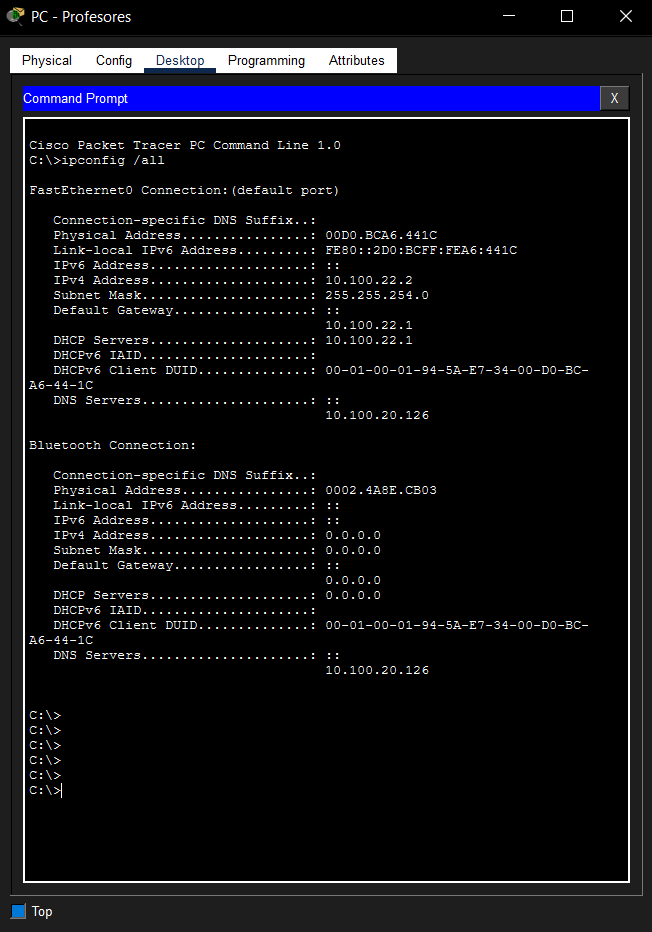 PC - Profesores
Physical Config Desktop Programming Attributes
Command Prompt X
Cisco Packet Tracer PC Command Line 1.0
C:\>ipconfig /all
FastEthernet0 Connection:(default port)
Connection-specific DNS Suffix..:
Physical Address................: 00D0.BCA6.441C
Link-local IPv6 Address.........: FE80::2D0:BCFF:FEA6:441C
IPv6 Address....................: ::
IPv4 Address....................: 10.100.22.2
Subnet Mask.....................: 255.255.254.0
Default Gateway.................: ::
10.100.22.1
DHCP Servers....................: 10.100.22.1
DHCPv6 IAID.....................:
DHCPv6 Client DUID..............: 00-01-00-01-94-5A-E7-34-00-D0-BC-
A6-44-1C
DNS Servers.....................: ::
10.100.20.126
Bluetooth Connection:
Connection-specific DNS Suffix..:
Physical Address................: 0002.4A8E.CB03
Link-local IPv6 Address.........: ::
IPv6 Address....................: ::
IPv4 Address....................: 0.0.0.0
Subnet Mask.....................: 0.0.0.0
Default Gateway.................: ::
0.0.0.0
DHCP Servers....................: 0.0.0.0
DHCPv6 IAID.....................:
DHCPv6 Client DUID..............: 00-01-00-01-94-5A-E7-34-00-D0-BC-
A6-44-1C
DNS Servers.....................: ::
10.100.20.126
C:\>
C:\>
C:\>
C:\>
C:\>
C:\>
Top